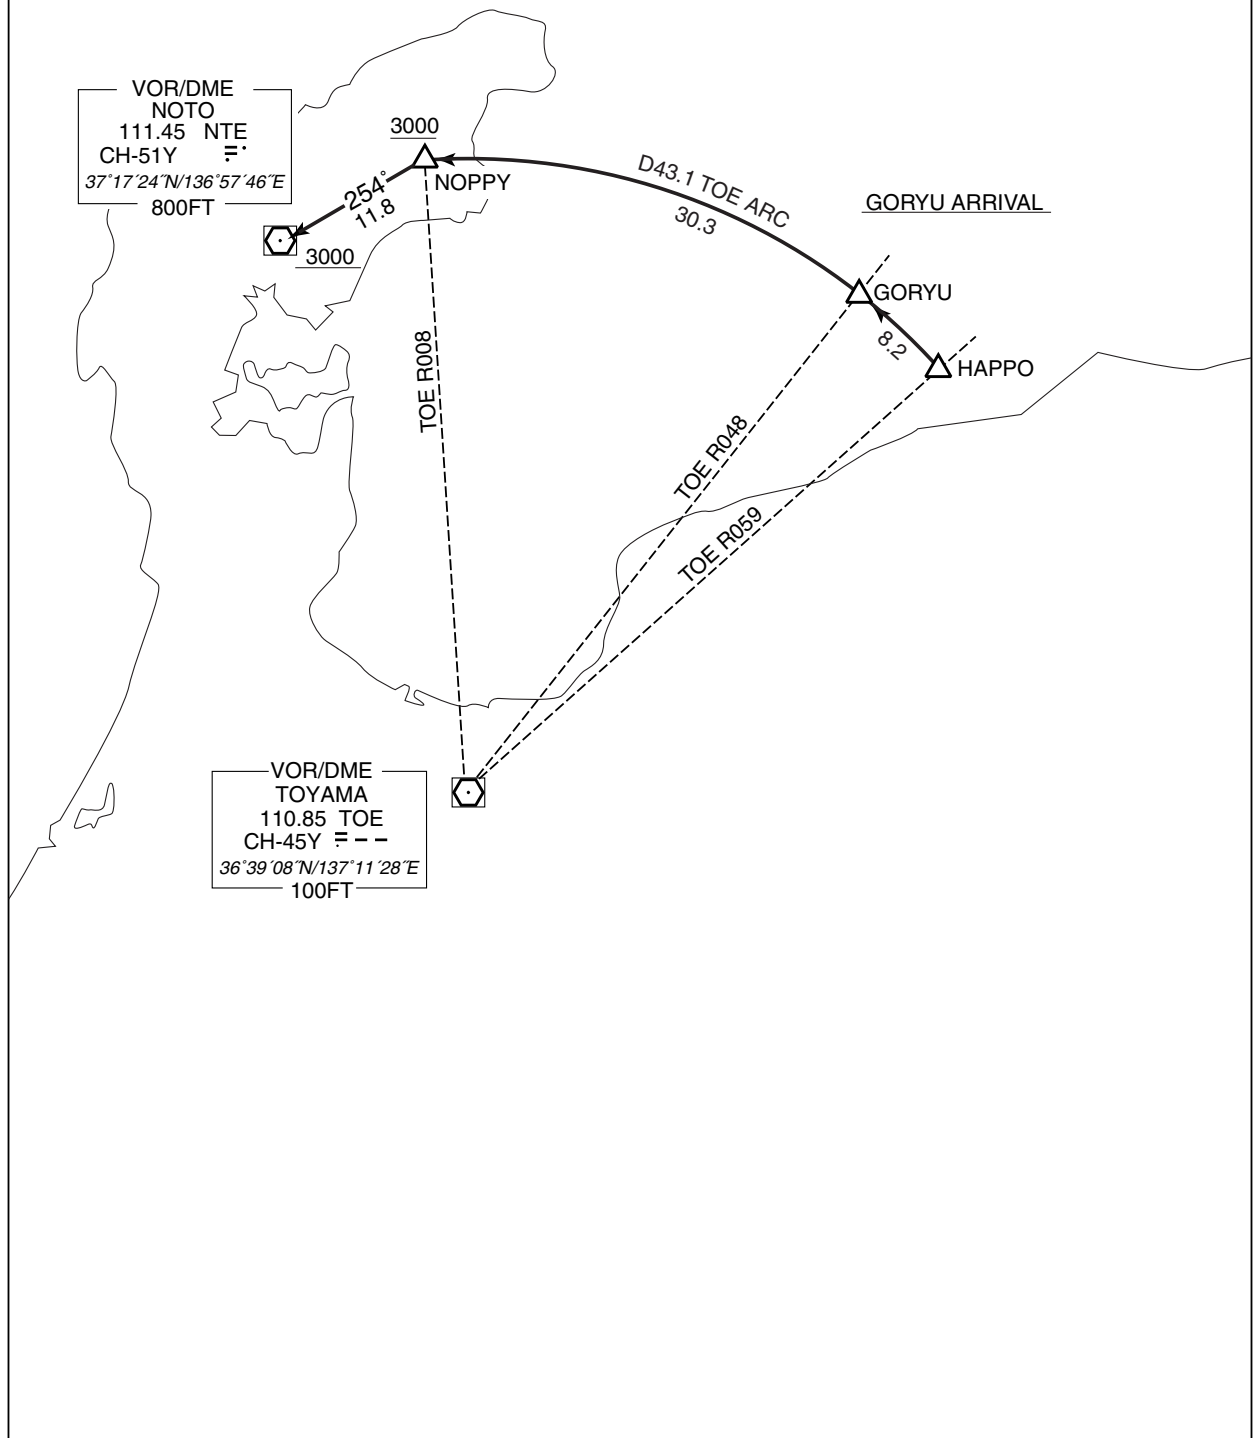 VOR/DME
NOTO
111.45 NTE
CH-51Y
37°17´24˝N/136°57´46˝E
800FT
3000
NOPPY
254°
11.8
3000
D43.1 TOE ARC
30.3
GORYU ARRIVAL
GORYU
8.2
HAPPO
TOE R008
TOE R048
TOE R059
VOR/DME
TOYAMA
110.85 TOE
CH-45Y
36°39´08˝N/137°11´28˝E
100FT